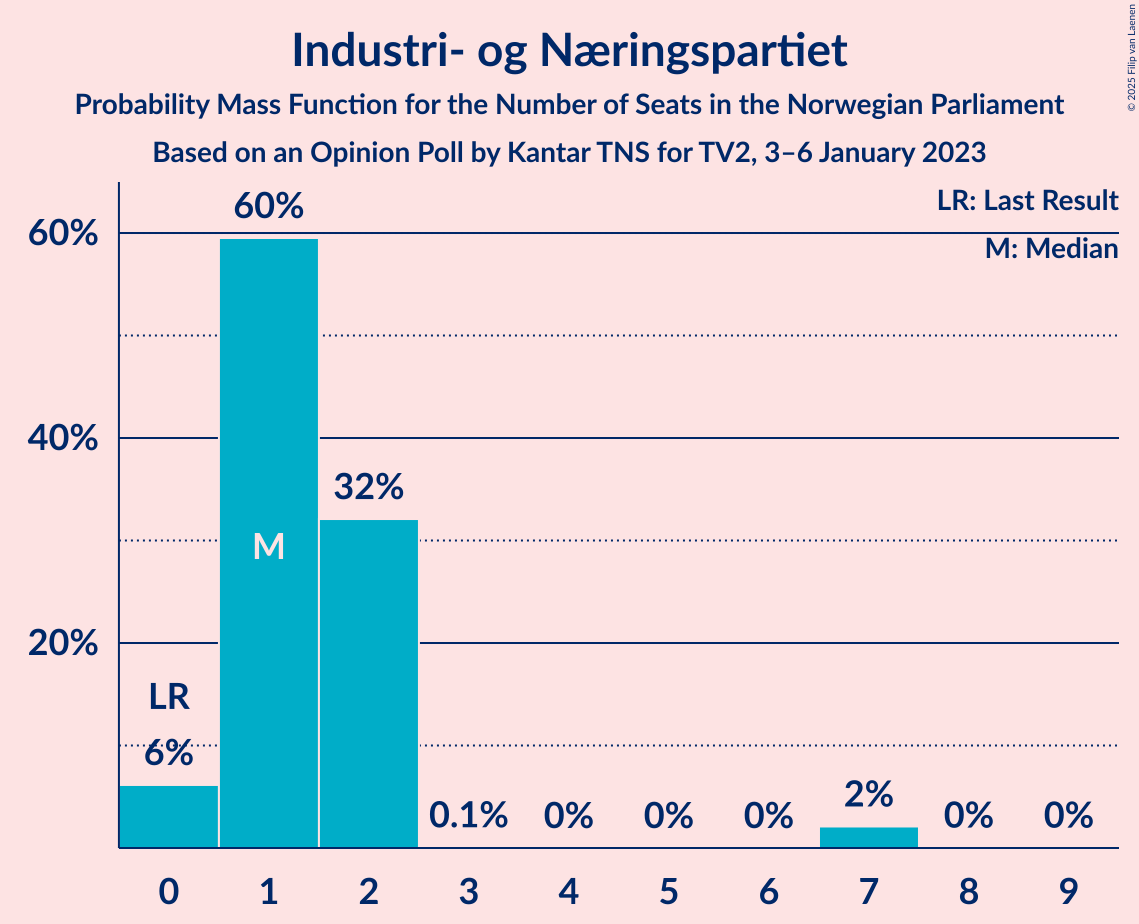 Industri- og Næringspartiet
Probability Mass Function for the Number of Seats in the Norwegian Parliament
Based on an Opinion Poll by Kantar TNS for TV2, 3–6 January 2023
© 2025 Filip van Laenen
LR: Last Result
M: Median
60%
40%
20%
LR
6%
60%
M
32%
0.1%
0%
0%
0%
2%
0%
0%
0 1 2 3 4 5 6 7 8 9